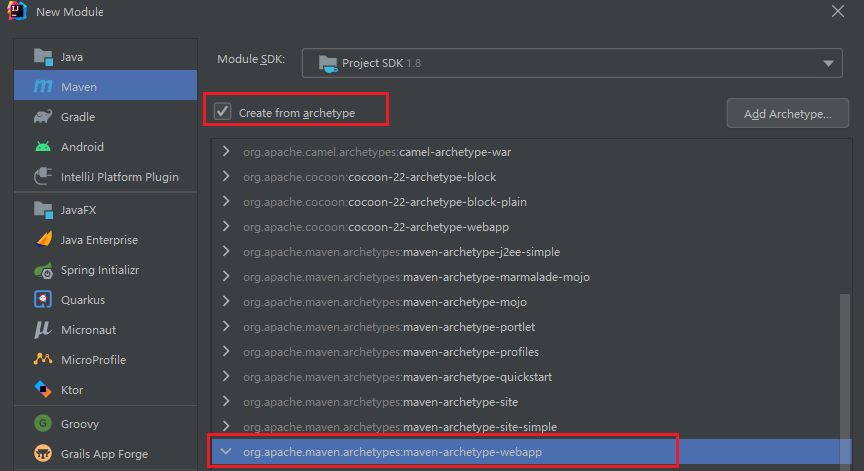 New Module
Java
Maven
Gradle
Android
IntelliJ Platform Plugin
JavaFX
Java Enterprise
Spring Initializr
Quarkus
Micronaut
MicroProfile
Ktor
Groovy
Grails App Forge
Module SDK: Project SDK 1.8
Create from archetype
Add Archetype...
org.apache.camel.archetypes:camel-archetype-war
org.apache.cocoon:cocoon-22-archetype-block
org.apache.cocoon:cocoon-22-archetype-block-plain
org.apache.cocoon:cocoon-22-archetype-webapp
org.apache.maven.archetypes:maven-archetype-j2ee-simple
org.apache.maven.archetypes:maven-archetype-marmalade-mojo
org.apache.maven.archetypes:maven-archetype-mojo
org.apache.maven.archetypes:maven-archetype-portlet
org.apache.maven.archetypes:maven-archetype-profiles
org.apache.maven.archetypes:maven-archetype-quickstart
org.apache.maven.archetypes:maven-archetype-site
org.apache.maven.archetypes:maven-archetype-site-simple
org.apache.maven.archetypes:maven-archetype-webapp